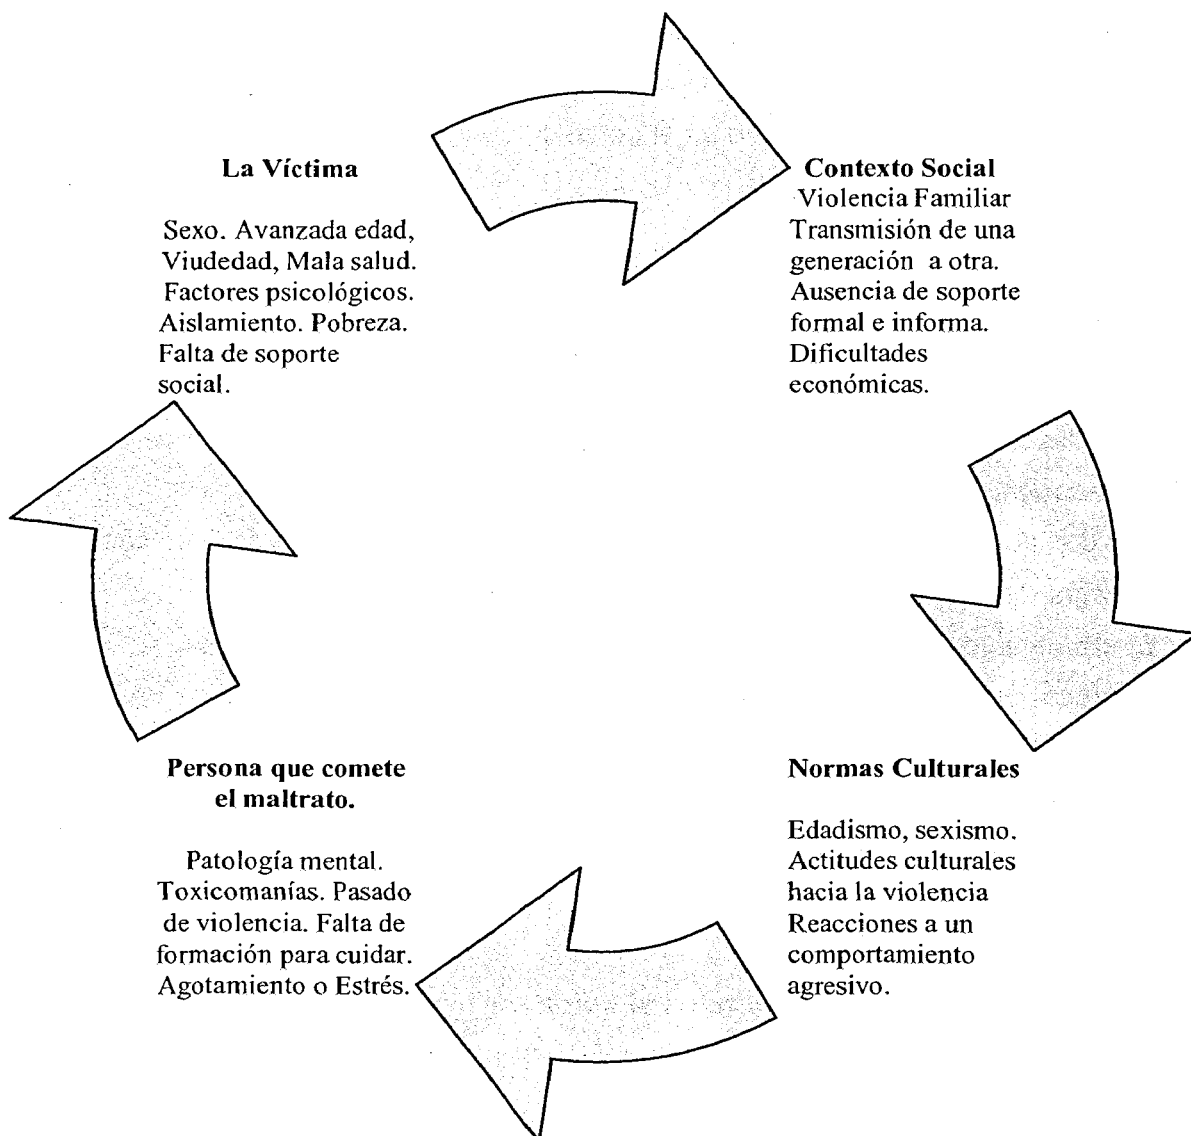 La Víctima
Sexo. Avanzada edad,
Viudedad, Mala salud.
Factores psicológicos.
Aislamiento. Pobreza.
Falta de soporte
social.
Contexto Social
Violencia Familiar
Transmisión de una
generación a otra.
Ausencia de soporte
formal e informa.
Dificultades
económicas.
Persona que comete
el maltrato.
Patología mental.
Toxicomanías. Pasado
de violencia. Falta de
formación para cuidar.
Agotamiento o Estrés.
Normas Culturales
Edadismo, sexismo.
Actitudes culturales
hacia la violencia
Reacciones a un
comportamiento
agresivo.